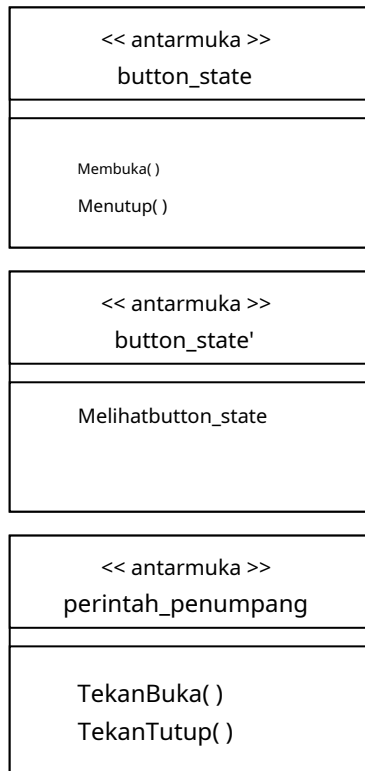 << antarmuka >>
button_state
Membuka( )
Menutup( )
<< antarmuka >>
button_state'
Melihatbutton_state
<< antarmuka >>
perintah_penumpang
TekanBuka( )
TekanTutup( )